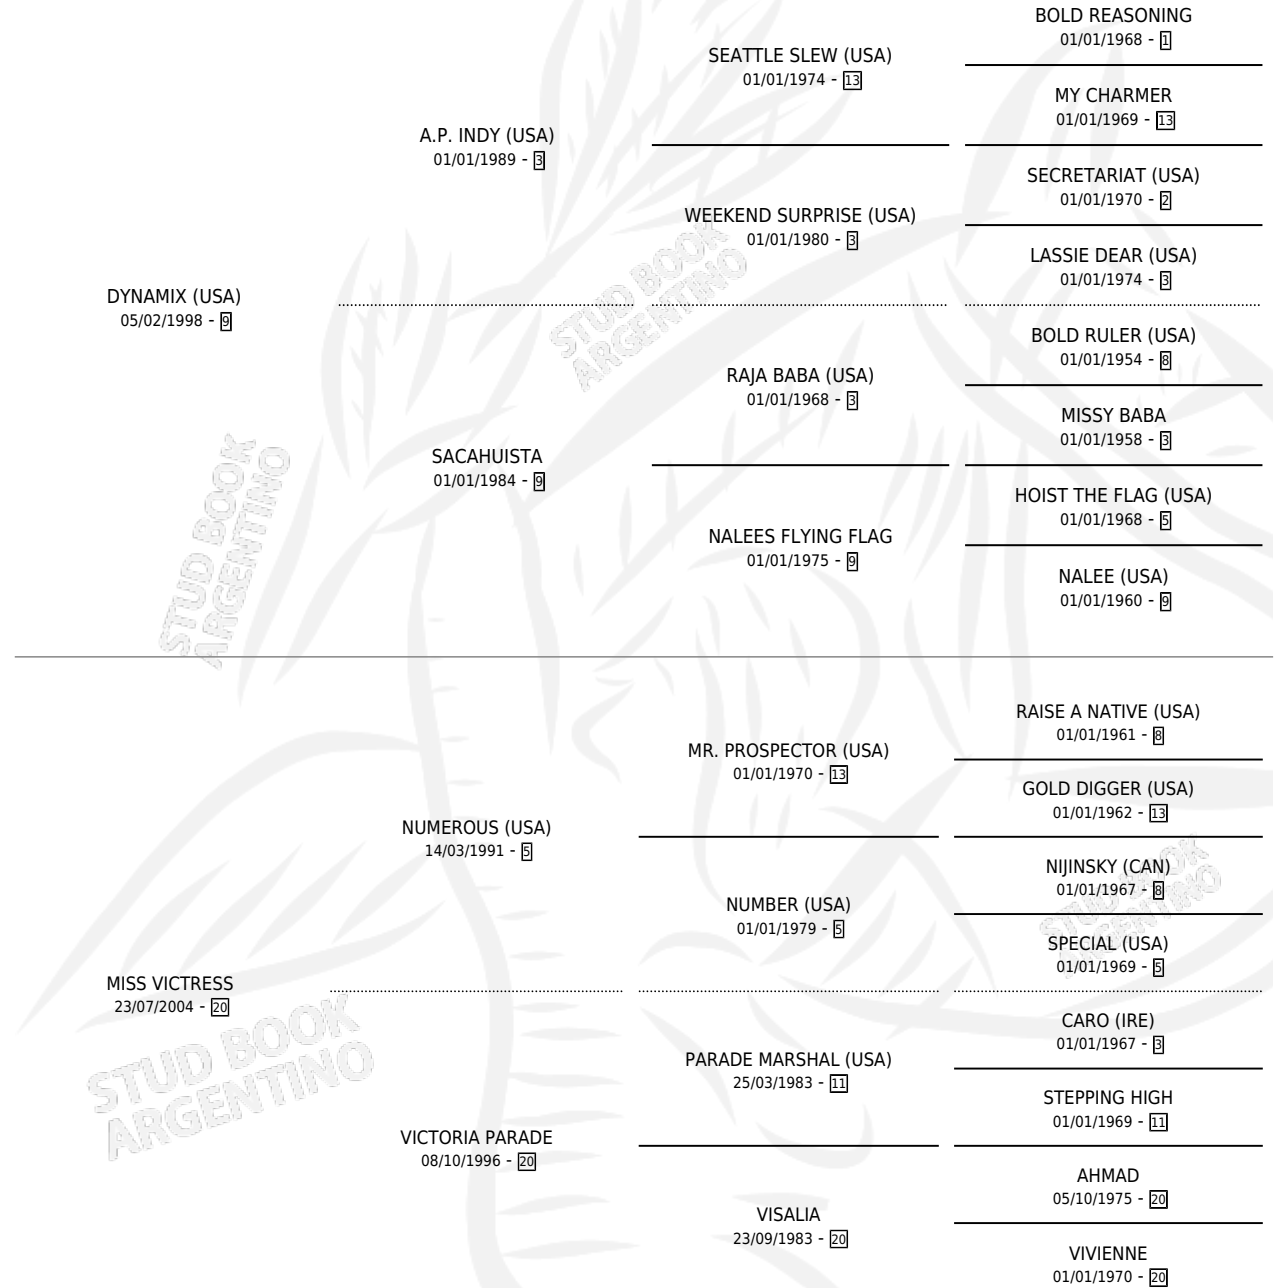 BOLD REASONING
01/01/1968 - 1
SEATTLE SLEW (USA)
01/01/1974 - 13
MY CHARMER
01/01/1969 - 13
A.P. INDY (USA)
01/01/1989 - 3
SECRETARIAT (USA)
01/01/1970 - 2
WEEKEND SURPRISE (USA)
01/01/1980 - 3
LASSIE DEAR (USA)
01/01/1974 - 3
DYNAMIX (USA)
05/02/1998 - 9
BOLD RULER (USA)
01/01/1954 - 8
RAJA BABA (USA)
01/01/1968 - 3
MISSY BABA
01/01/1958 - 3
SACAHUISTA
01/01/1984 - 9
HOIST THE FLAG (USA)
01/01/1968 - 5
NALEES FLYING FLAG
01/01/1975 - 9
NALEE (USA)
01/01/1960 - 9
RAISE A NATIVE (USA)
01/01/1961 - 8
MR. PROSPECTOR (USA)
01/01/1970 - 13
GOLD DIGGER (USA)
01/01/1962 - 13
NUMEROUS (USA)
14/03/1991 - 5
NIJINSKY (CAN)
01/01/1967 - 8
NUMBER (USA)
01/01/1979 - 5
SPECIAL (USA)
01/01/1969 - 5
MISS VICTRESS
23/07/2004 - 20
CARO (IRE)
01/01/1967 - 3
PARADE MARSHAL (USA)
25/03/1983 - 11
STEPPING HIGH
01/01/1969 - 11
VICTORIA PARADE
08/10/1996 - 20
AHMAD
05/10/1975 - 20
VISALIA
23/09/1983 - 20
VIVIENNE
01/01/1970 - 20
STUD BOOK
ARGENTINO
STUD BOOK
ARGENTINO
STUD BOOK
ARGENTINO
STUD BOOK
ARGENTINO